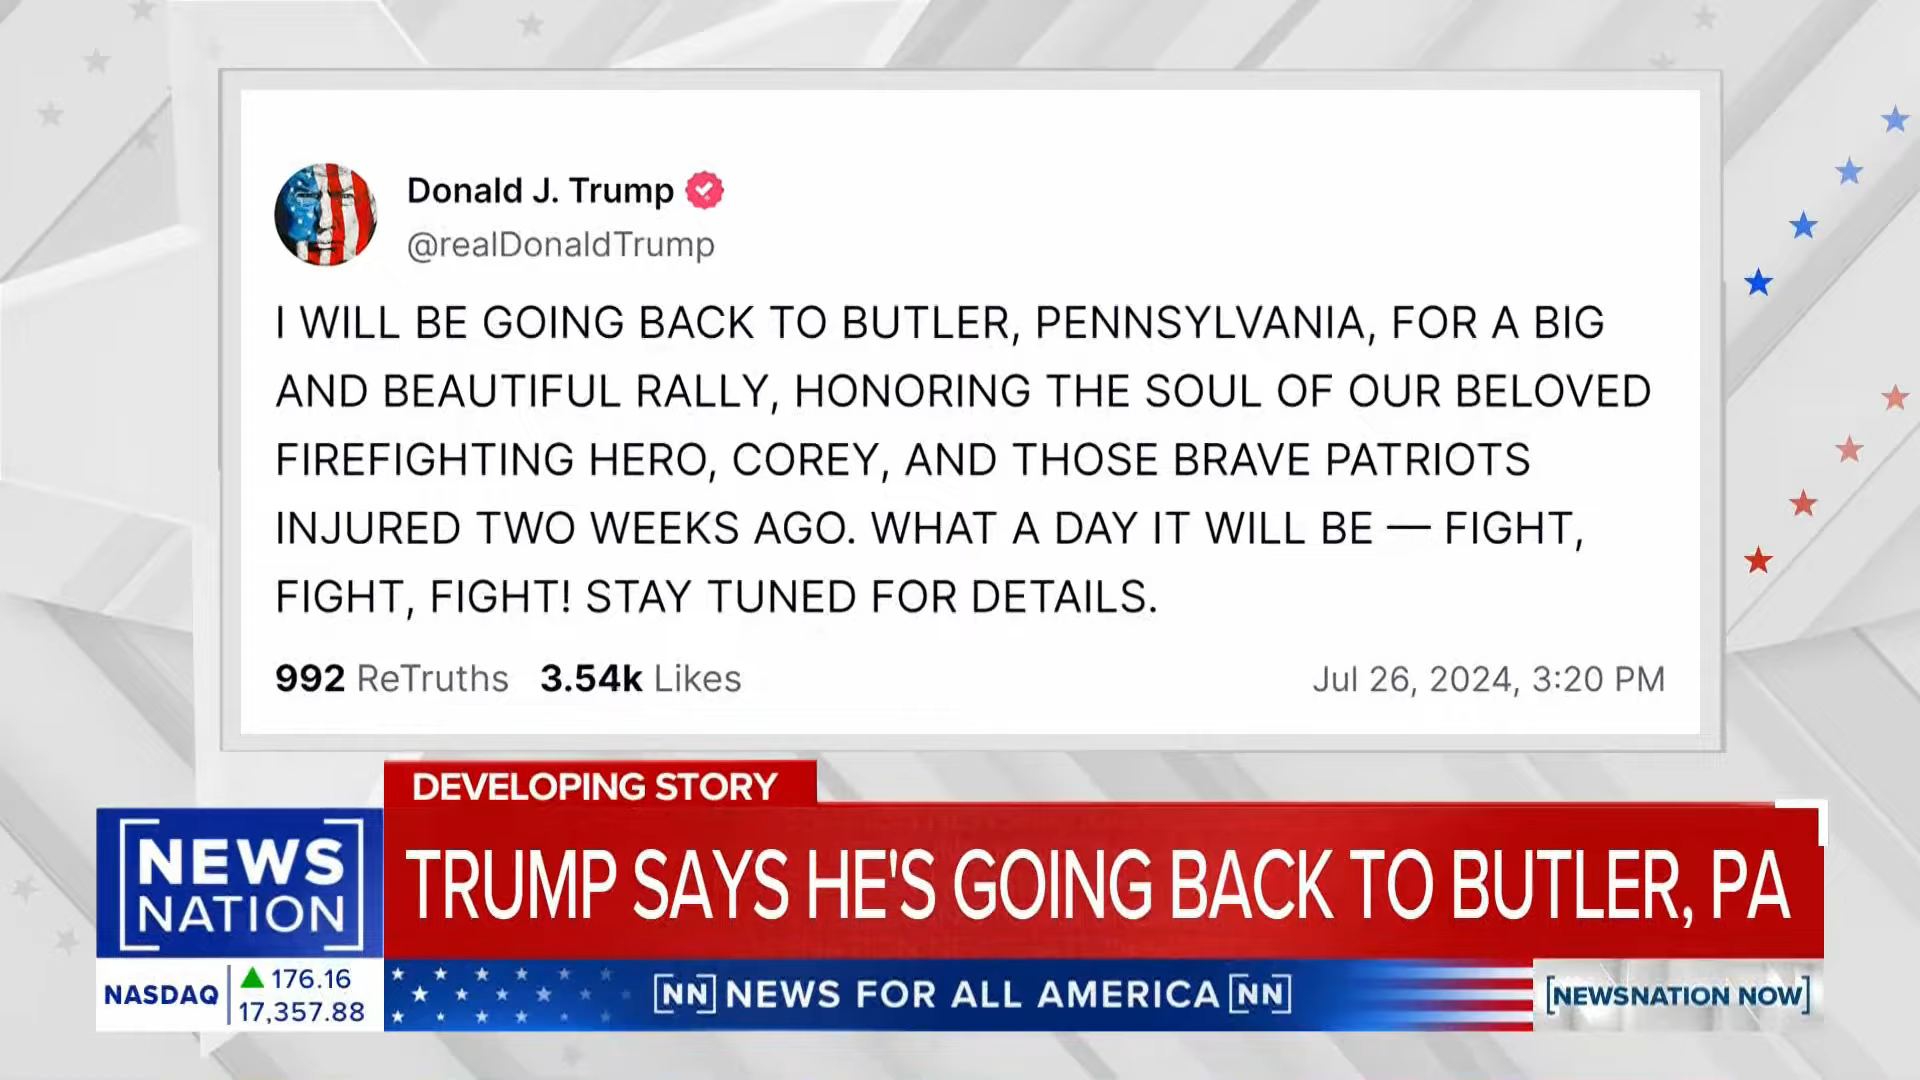 Donald J. Trump
@realDonaldTrump
I WILL BE GOING BACK TO BUTLER, PENNSYLVANIA, FOR A BIG
AND BEAUTIFUL RALLY, HONORING THE SOUL OF OUR BELOVED
FIREFIGHTING HERO, COREY, AND THOSE BRAVE PATRIOTS
INJURED TWO WEEKS AGO. WHAT A DAY IT WILL BE — FIGHT,
FIGHT, FIGHT! STAY TUNED FOR DETAILS.
992 ReTruths 3.54k Likes
Jul 26, 2024, 3:20 PM
DEVELOPING STORY
TRUMP SAYS HE'S GOING BACK TO BUTLER, PA
NEWS
NATION
NASDAQ
176.16
17,357.88
[NN] NEWS FOR ALL AMERICA [NN]
[NEWSNATION NOW]